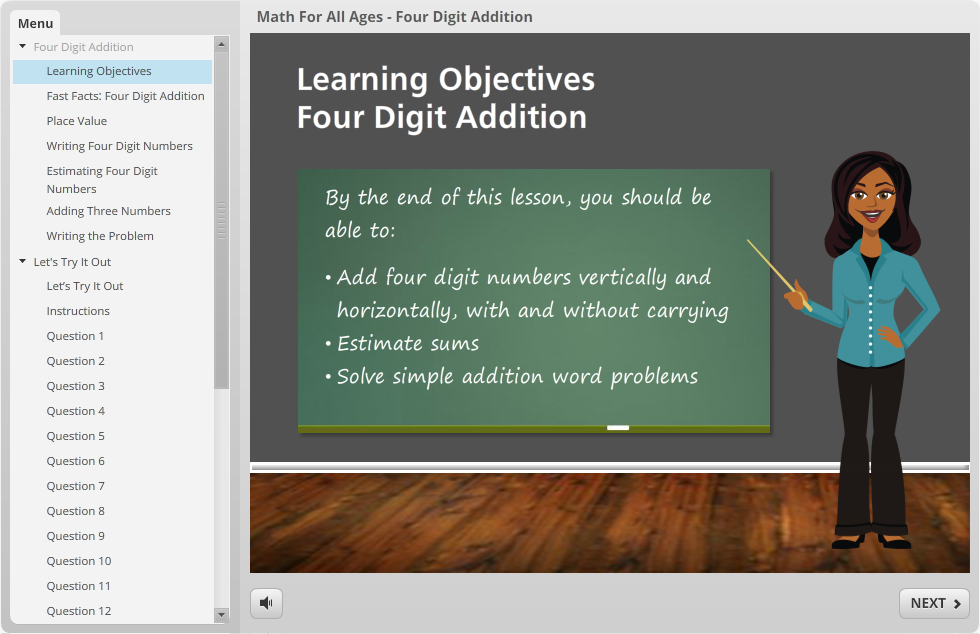 Menu
Four Digit Addition
Learning Objectives
Fast Facts: Four Digit Addition
Place Value
Writing Four Digit Numbers
Estimating Four Digit
Numbers
Adding Three Numbers
Writing the Problem
Let's Try It Out
Let's Try It Out
Instructions
Question 1
Question 2
Question 3
Question 4
Question 5
Question 6
Question 7
Question 8
Question 9
Question 10
Question 11
Question 12
Math For All Ages - Four Digit Addition
Learning Objectives
Four Digit Addition
By the end of this lesson, you should be
able to:
• Add four digit numbers vertically and
horizontally, with and without carrying
• Estimate sums
• Solve simple addition word problems
NEXT